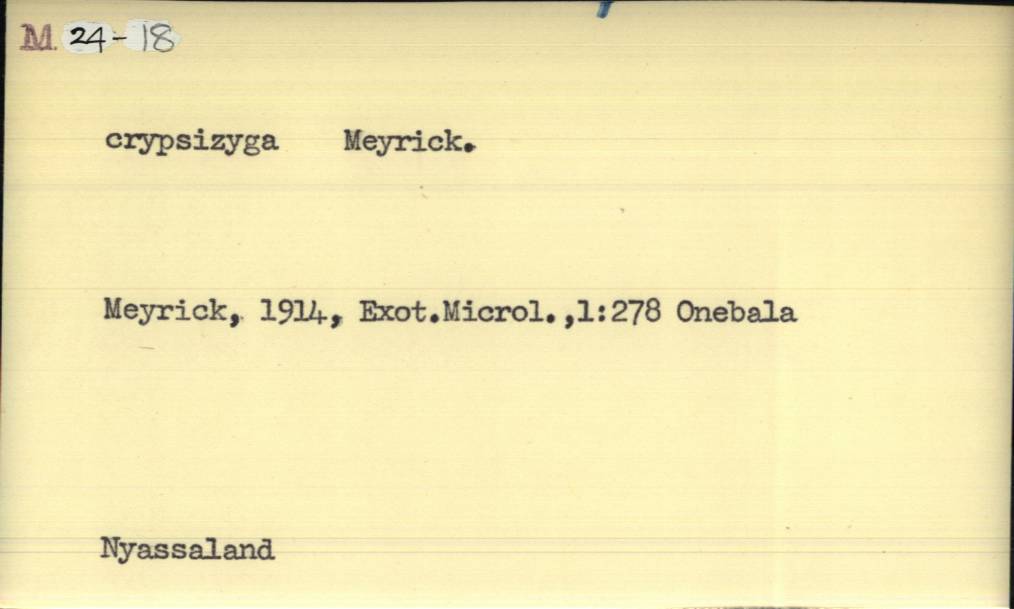 M. 24-18
crypsizyga Meyrick.
Meyrick, 1914, Exot.Microl.,1:278 Onebala
Nyassaland